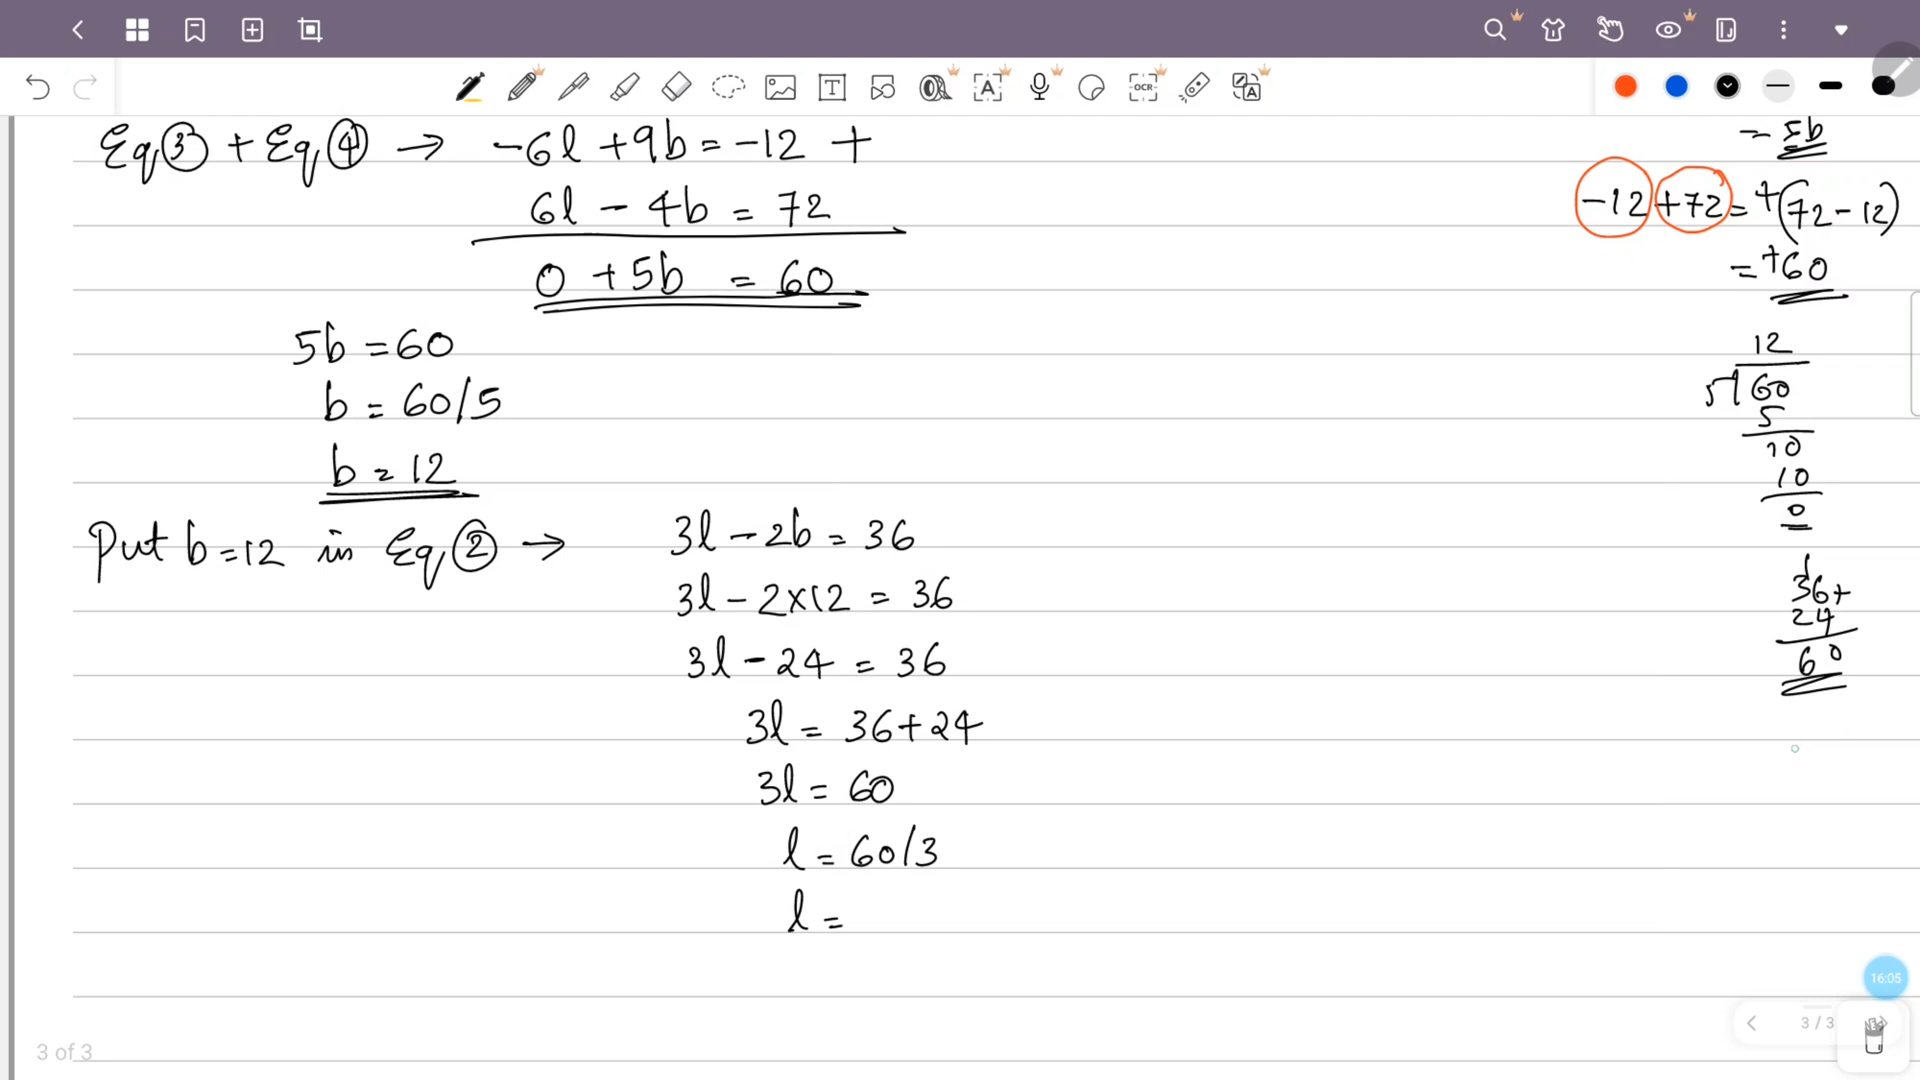 Eq③ + Eq④ → -6l + 9b = -12 +
6l - 4b = 72
0 + 5b = 60
5b = 60
b = 60/5
b = 12
Put b=12 in Eq② → 3l - 2b = 36
3l - 2×12 = 36
3l - 24 = 36
3l = 36+24
3l = 60
l = 60/3
l =
= 5b
-12 +72 = +(72-12)
= +60
12
5 60
5
10
10
0
1
36+
24
60
16:05
3 / 3
3 of 3
OCR
A
T
A